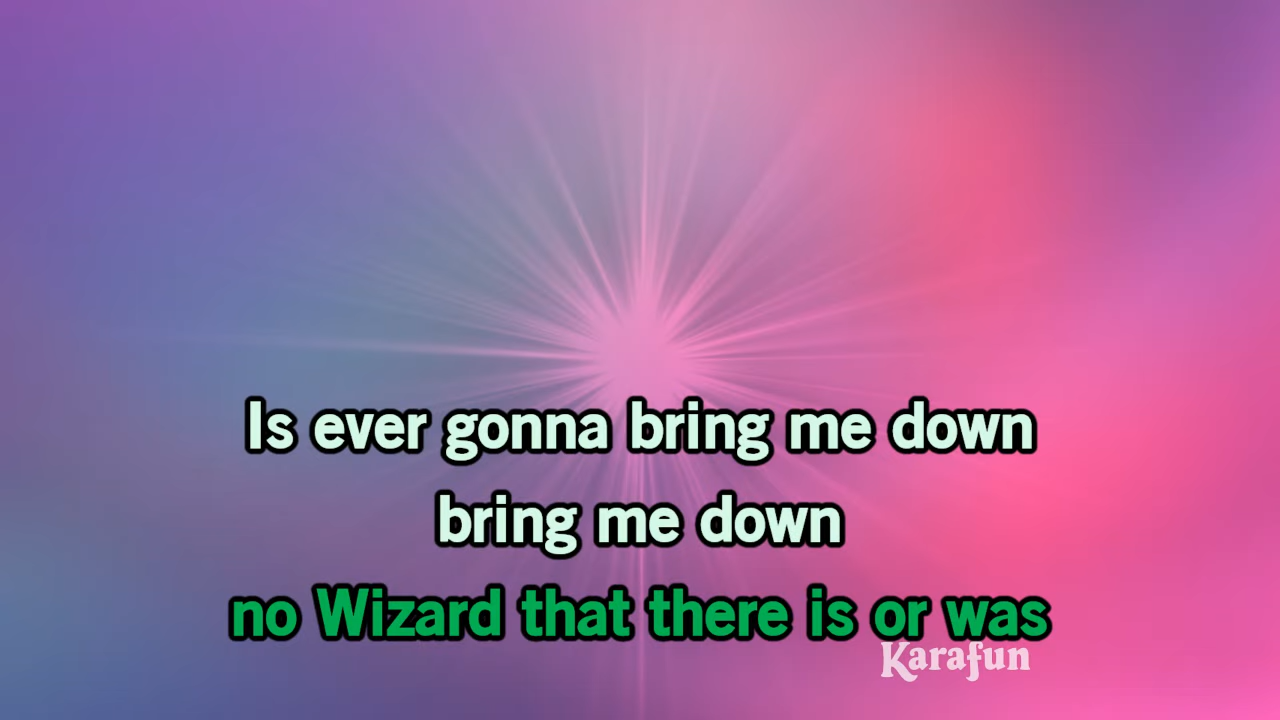 Is ever gonna bring me down
bring me down
no Wizard that there is or was
Karafun